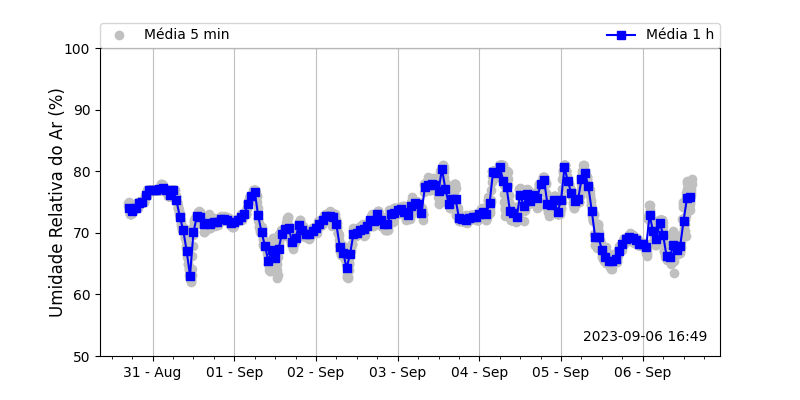 Média 5 min
Média 1 h
Umidade Relativa do Ar (%)
100
90
80
70
60
50
2023-09-06 16:49
31 - Aug
01 - Sep
02 - Sep
03 - Sep
04 - Sep
05 - Sep
06 - Sep